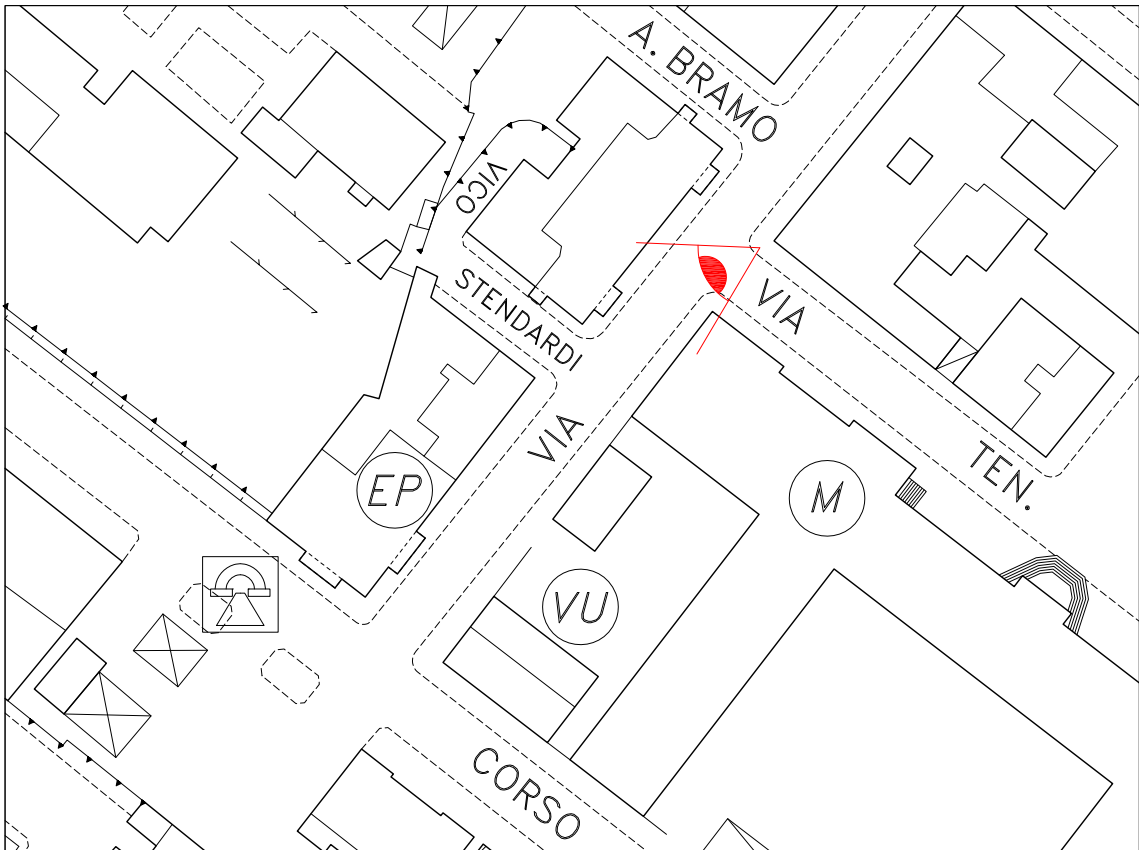 A. BRAMO
VICO
STENDARDI
VIA
VIA
TEN.
EP
M
VU
CORSO